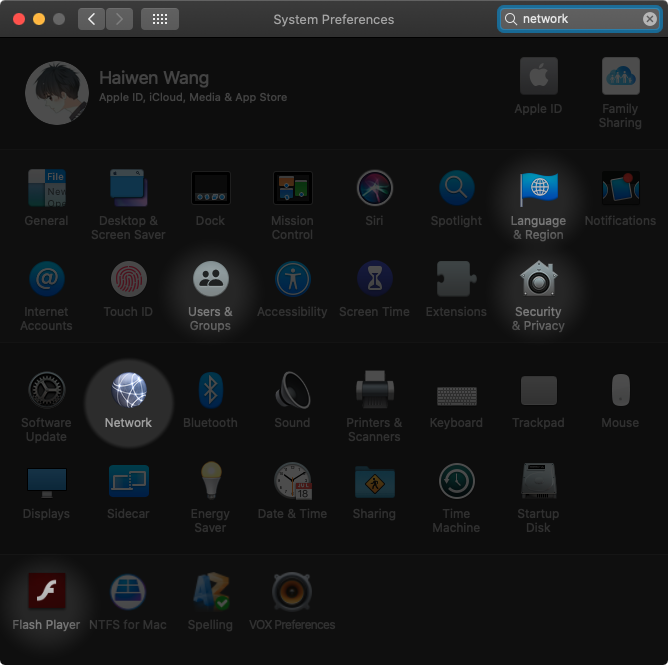 System Preferences
network
Haiwen Wang
Apple ID, iCloud, Media & App Store
Apple ID
Family
Sharing
File
New
Ope
General
Desktop &
Screen Saver
Dock
Mission
Control
Siri
Spotlight
Language
& Region
Notifications
Internet
Accounts
Touch ID
Users &
Groups
Accessibility
Screen Time
Extensions
Security
& Privacy
Software
Update
Network
Bluetooth
Sound
Printers &
Scanners
Keyboard
Trackpad
Mouse
Displays
Sidecar
Energy
Saver
JUL
18
Date & Time
Sharing
Time
Machine
Startup
Disk
Flash Player
NTFS for Mac
Spelling
VOX Preferences